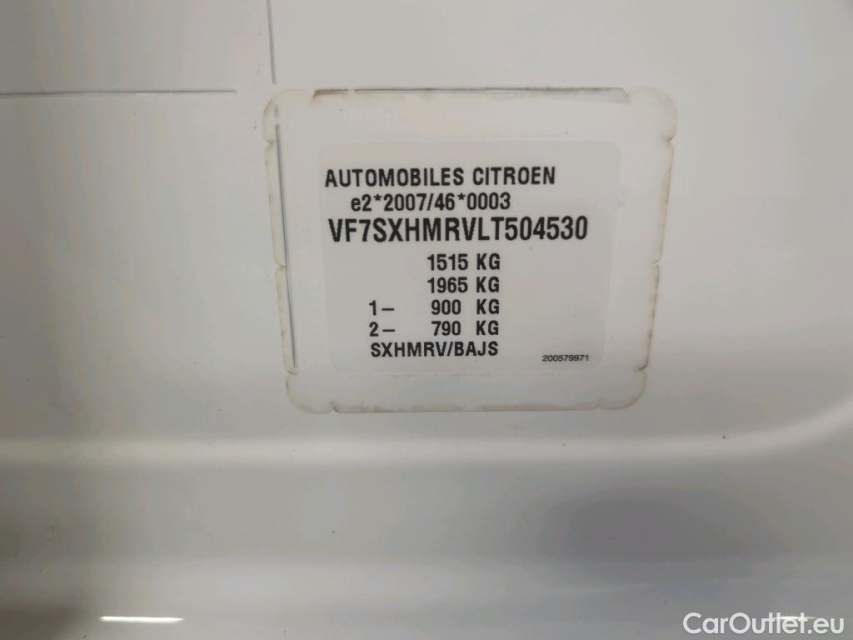 AUTOMOBILES CITROEN
e2*2007/46*0003
VF7SXHMRVLT504530
1515 KG
1965 KG
1- 900 KG
2- 790 KG
SXHMRV/BAJS
200579971
CarOutlet.eu